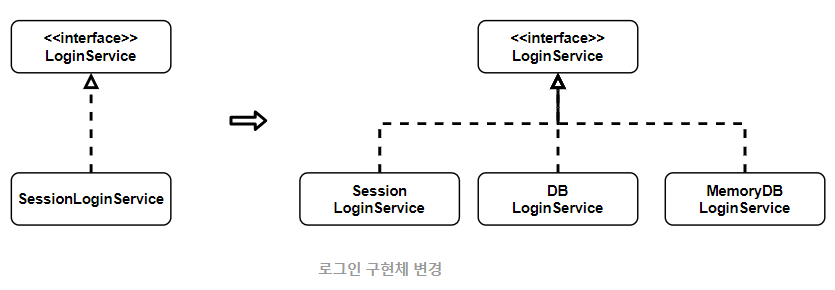 <<interface>>
LoginService
SessionLoginService
<<interface>>
LoginService
Session
LoginService
DB
LoginService
MemoryDB
LoginService
로그인 구현체 변경